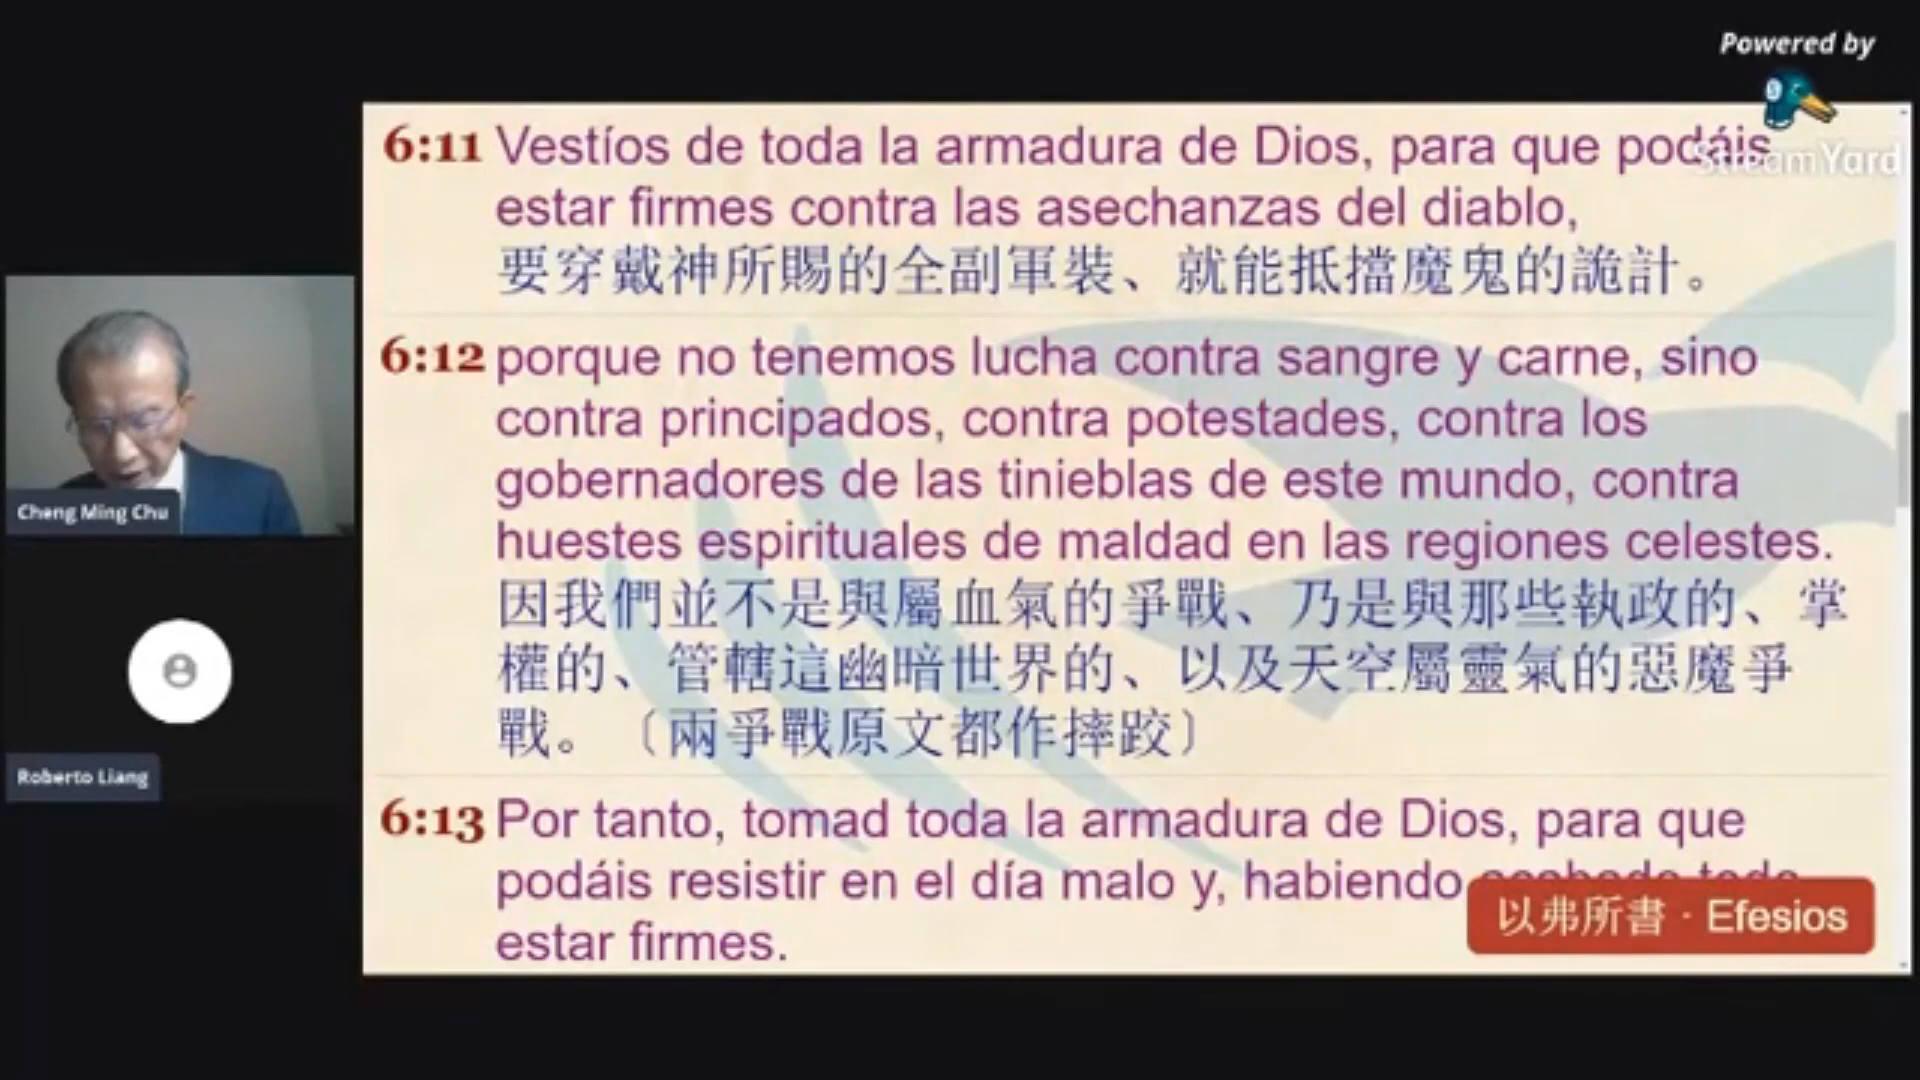 Powered by
StreamYard
6:11 Vestíos de toda la armadura de Dios, para que podáis
estar firmes contra las asechanzas del diablo,
要穿戴神所賜的全副軍裝、就能抵擋魔鬼的詭計。
6:12 porque no tenemos lucha contra sangre y carne, sino
contra principados, contra potestades, contra los
gobernadores de las tinieblas de este mundo, contra
huestes espirituales de maldad en las regiones celestes.
因我們並不是與屬血氣的爭戰、乃是與那些執政的、掌
權的、管轄這幽暗世界的、以及天空屬靈氣的惡魔爭
戰。〔兩爭戰原文都作摔跤〕
6:13 Por tanto, tomad toda la armadura de Dios, para que
podáis resistir en el día malo y, habiendo
estar firmes.
以弗所書 · Efesios
Cheng Ming Chu
Roberto Liang